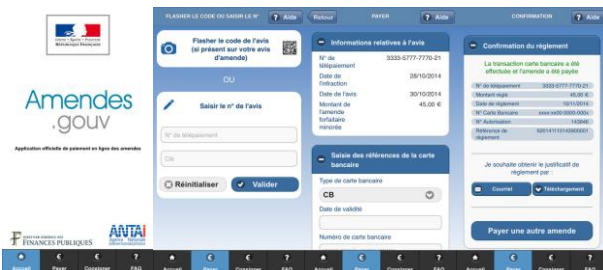 Liberté • Égalité • Fraternité
RÉPUBLIQUE FRANÇAISE
Amendes
.gouv
Application officielle de paiement en ligne des amendes
DIRECTION GÉNÉRALE DES
FINANCES PUBLIQUES
ANTAI
Agence Nationale
Accueil
Payer
Consigner
FAQ
FLASHER LE CODE OU SAISIR LE N°
? Aide
Flasher le code de l'avis
(si présent sur votre avis
d'amende)
OU
Saisir le n° de l'avis
N° de télépaiement
Clé
Réinitialiser
Valider
Accueil
Payer
Consigner
FAQ
Retour
PAYER
? Aide
Informations relatives à l'avis
N° de télépaiement 3333-5777-7770-21
Date de l'infraction 28/10/2014
Date de l'avis 30/10/2014
Montant de l'amende forfaitaire minorée 45,00 €
Saisie des références de la carte
bancaire
Type de carte bancaire
CB
Date de validité
Numéro de carte bancaire
Accueil
Payer
Consigner
FAQ
CONFIRMATION
? Aide
Confirmation du règlement
La transaction carte bancaire a été
effectuée et l'amende a été payée
N° de télépaiement 3333-5777-7770-21
Montant réglé 45,00 €
Date de règlement 10/11/2014
N° Carte Bancaire
N° Autorisation
Référence de règlement
Je souhaite obtenir le justificatif de
règlement par :
Courriel
Téléchargement
Payer une autre amende
Accueil
Payer
Consigner
FAQ